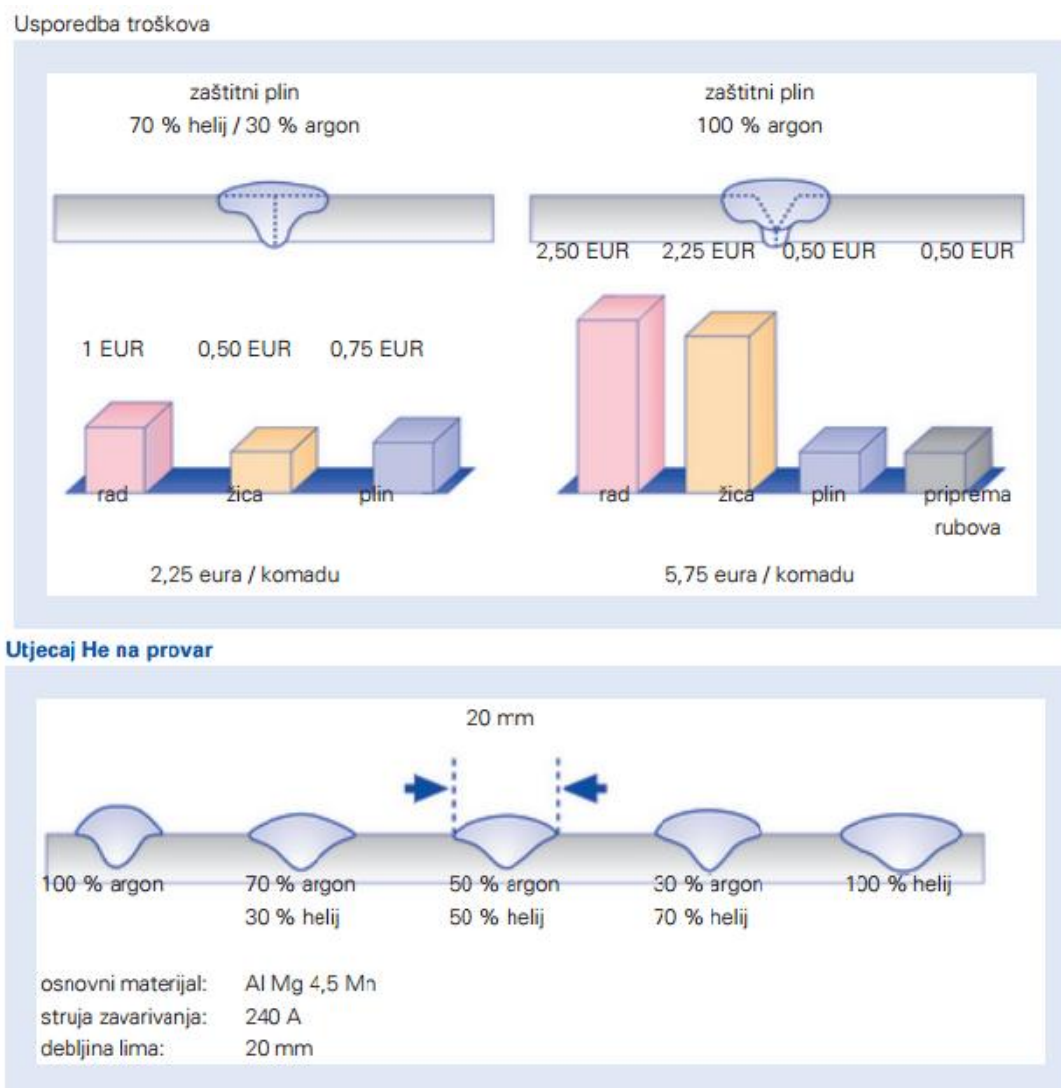 Usporedba troškova
zaštitni plin
70 % helij / 30 % argon
zaštitni plin
100 % argon
2,50 EUR 2,25 EUR 0,50 EUR 0,50 EUR
1 EUR 0,50 EUR 0,75 EUR
rad žica plin
rad žica plin priprema
rubova
2,25 eura / komadu
5,75 eura / komadu
Utjecaj He na provar
20 mm
100 % argon 70 % argon 50 % argon 30 % argon 100 % helij
30 % helij 50 % helij 70 % helij
osnovni materijal: Al Mg 4,5 Mn
struja zavarivanja: 240 A
debljina lima: 20 mm